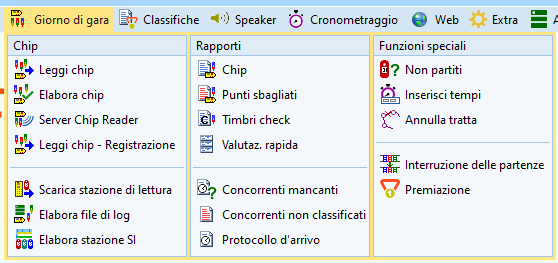 Giorno di gara
Classifiche
Speaker
Cronometraggio
Web
Extra
Chip
Leggi chip
Elabora chip
Server Chip Reader
Leggi chip - Registrazione
Scarica stazione di lettura
Elabora file di log
Elabora stazione SI
Rapporti
Chip
Punti sbagliati
Timbri check
Valutaz. rapida
Concorrenti mancanti
Concorrenti non classificati
Protocollo d'arrivo
Funzioni speciali
Non partiti
Inserisci tempi
Annulla tratta
Interruzione delle partenze
Premiazione